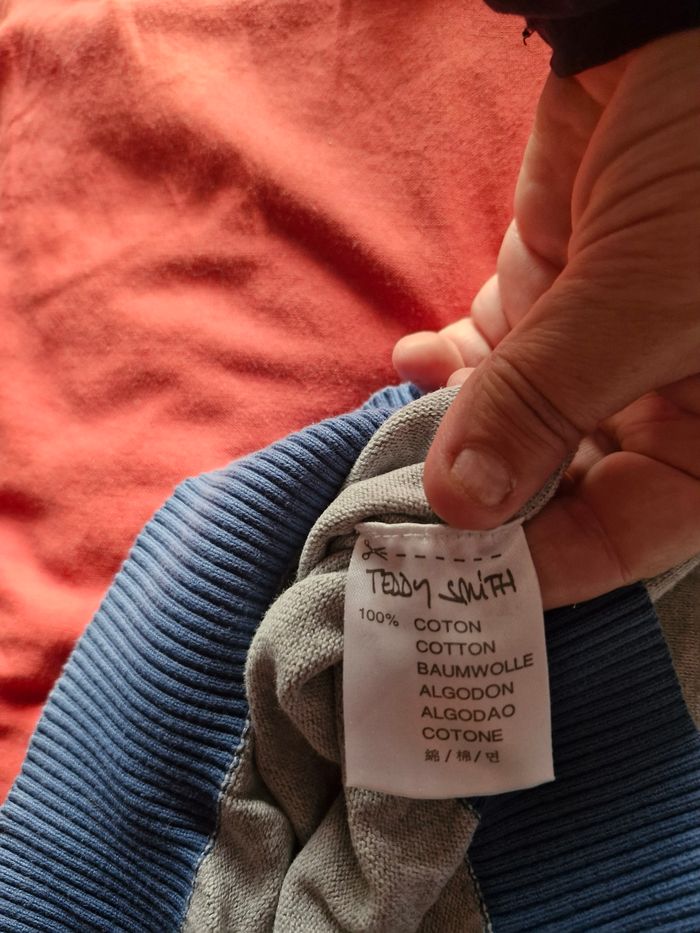 TEDDY SMITH
100% COTON
COTTON
BAUMWOLLE
ALGODON
ALGODAO
COTONE
綿 / 棉 / 면